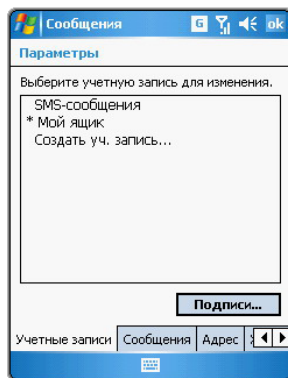 Сообщения G ok
Параметры
Выберите учетную запись для изменения.
SMS-сообщения
* Мой ящик
Создать уч. запись...
Подписи...
Учетные записи Сообщения Адрес